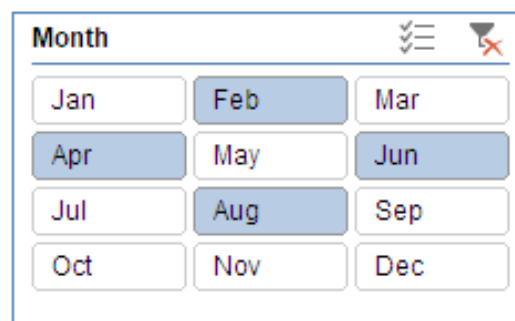 Month
Jan Feb Mar
Apr May Jun
Jul Aug Sep
Oct Nov Dec